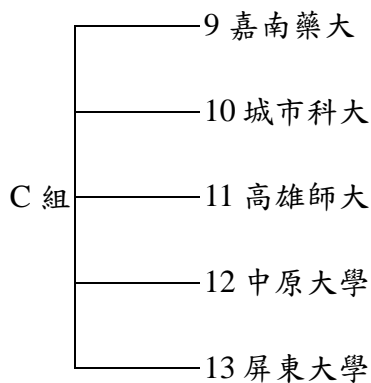 9 嘉南藥大
10 城市科大
C 組
11 高雄師大
12 中原大學
13 屏東大學